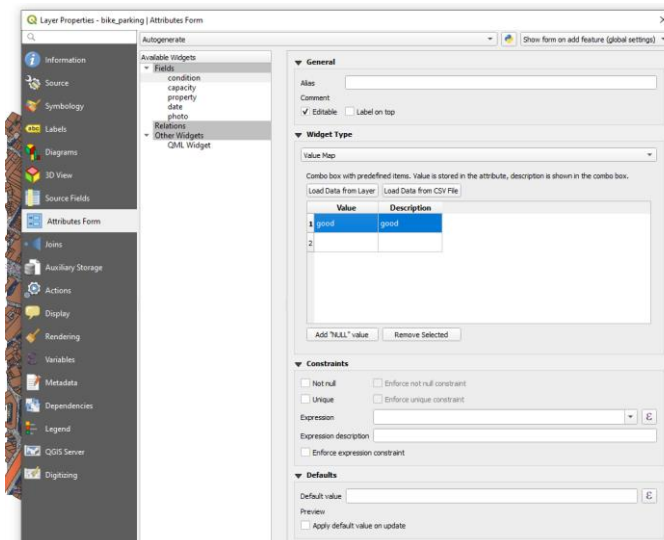 Layer Properties - bike_parking | Attributes Form
Autogenerate
Show form on add feature (global settings)
Information
Source
Symbology
abc Labels
Diagrams
3D View
Source Fields
Attributes Form
Joins
Auxiliary Storage
Actions
Display
Rendering
Variables
Metadata
Dependencies
Legend
QGIS Server
Digitizing
Available Widgets
Fields
condition
capacity
property
date
photo
Relations
Other Widgets
QML Widget
General
Alias
Comment
Editable Label on top
Widget Type
Value Map
Combo box with predefined items. Value is stored in the attribute, description is shown in the combo box.
Load Data from Layer Load Data from CSV File
Value Description
1 good good
2
Add "NULL" value Remove Selected
Constraints
Not null Enforce not null constraint
Unique Enforce unique constraint
Expression ε
Expression description
Enforce expression constraint
Defaults
Default value ε
Preview
Apply default value on update